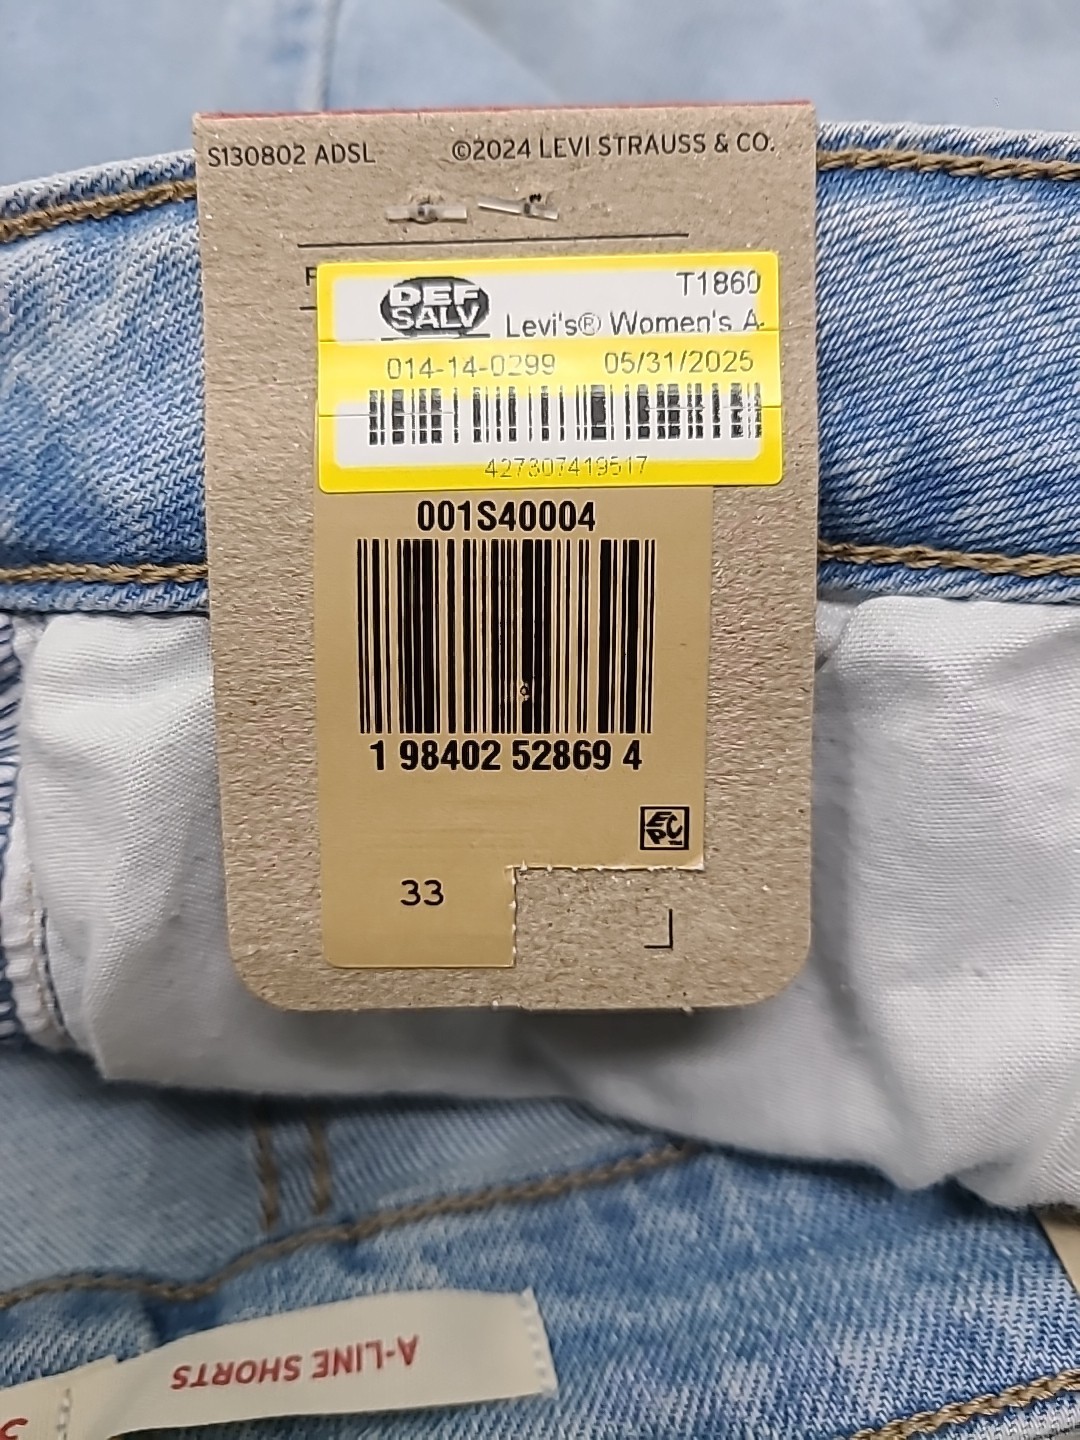 S130802 ADSL ©2024 LEVI STRAUSS & CO.
DEF SALV
T1860
Levi's® Women's A-
014-14-0299 05/31/2025
427307419517
001S40004
1 98402 52869 4
EPC
33
A-LINE SHORTS